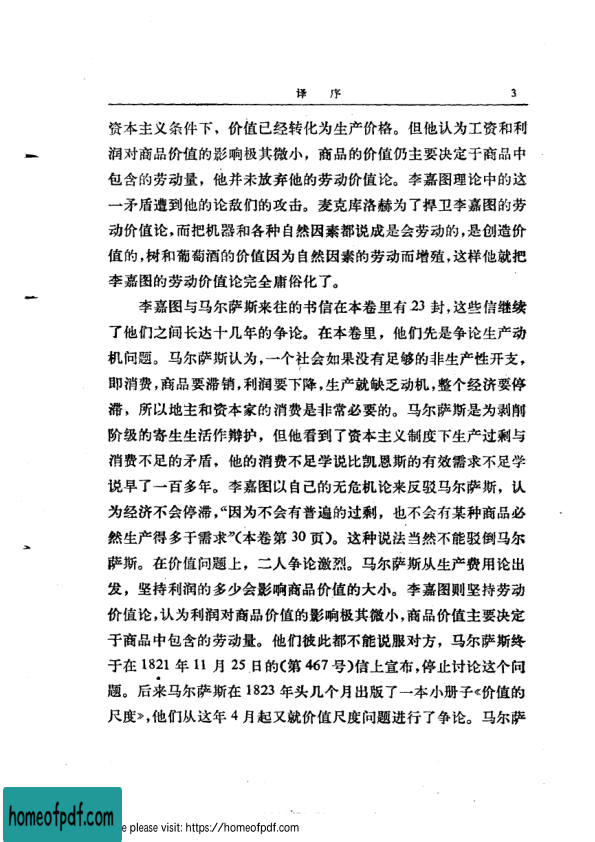 译 序 3
资本主义条件下，价值已经转化为生产价格。但他认为工资和利
润对商品价值的影响极其微小，商品的价值仍主要决定于商品中
包含的劳动量，他并未放弃他的劳动价值论。李嘉图理论中的这
一矛盾遭到他的论敌们的攻击。麦克库洛赫为了捍卫李嘉图的劳
动价值论，而把机器和各种自然因素都说成是会劳动的，是创造价
值的，树和葡萄酒的价值因为自然因素的劳动而增殖，这样他就把
李嘉图的劳动价值论完全庸俗化了。
李嘉图与马尔萨斯来往的书信在本卷里有 23 封，这些信继续
了他们之间长达十几年的争论。在本卷里，他们先是争论生产动
机问题。马尔萨斯认为，一个社会如果没有足够的非生产性开支，
即消费，商品要滞销，利润要下降，生产就缺乏动机，整个经济要停
滞，所以地主和资本家的消费是非常必要的。马尔萨斯是为剥削
阶级的寄生生活作辩护，但他看到了资本主义制度下生产过剩与
消费不足的矛盾，他的消费不足学说比凯恩斯的有效需求不足学
说早了一百多年。李嘉图以自己的无危机论来反驳马尔萨斯，认
为经济不会停滞，“因为不会有普遍的过剩，也不会有某种商品必
然生产得多于需求”(本卷第 30 页)。这种说法当然不能驳倒马尔
萨斯。在价值问题上，二人争论激烈。马尔萨斯从生产费用论出
发，坚持利润的多少会影响商品价值的大小。李嘉图则坚持劳动
价值论，认为利润对商品价值的影响极其微小，商品价值主要决定
于商品中包含的劳动量。他们彼此都不能说服对方，马尔萨斯终
于在 1821 年 11 月 25 日的(第 467 号)信上宣布，停止讨论这个问
题。后来马尔萨斯在 1823 年头几个月出版了一本小册子《价值的
尺度》，他们从这年 4 月起又就价值尺度问题进行了争论。马尔萨
homeofpdf.com
e please visit: https://homeofpdf.com